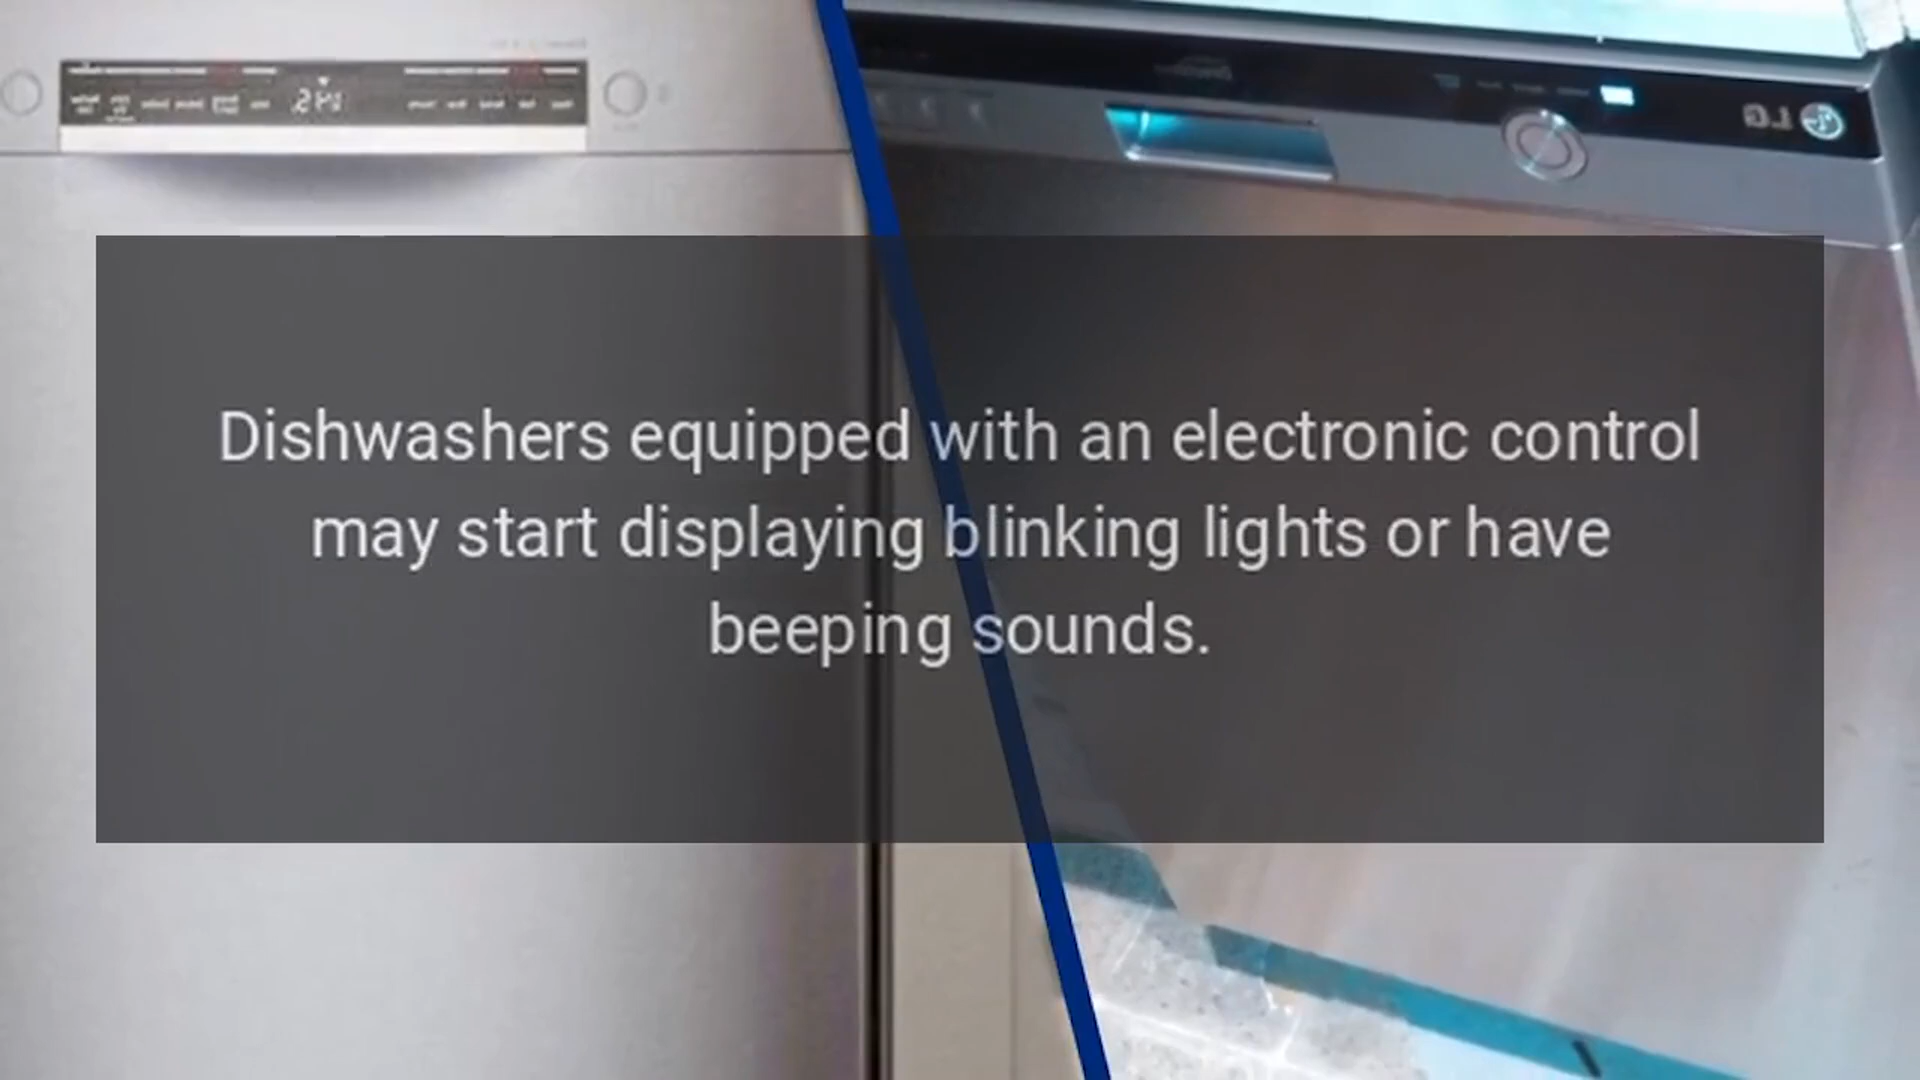 LG
Dishwashers equipped with an electronic control
may start displaying blinking lights or have
beeping sounds.